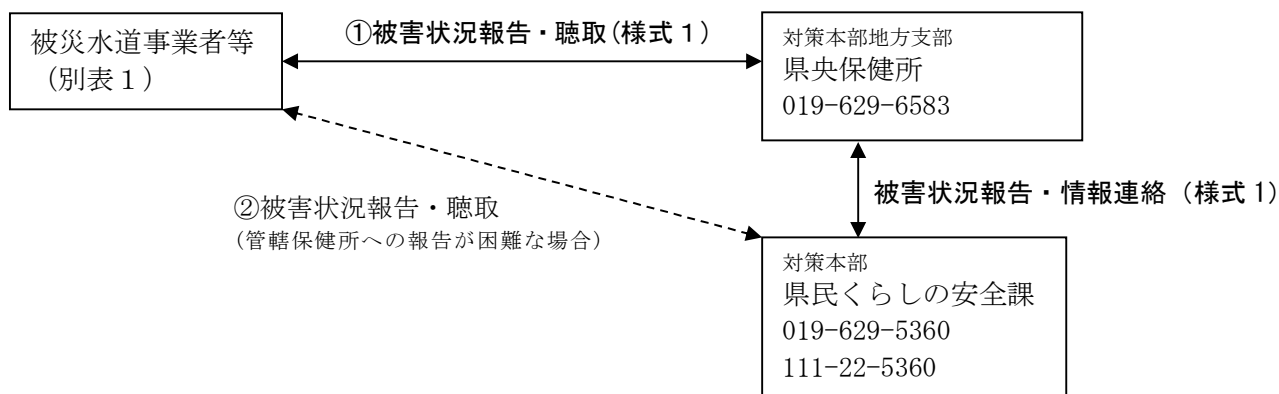 被災水道事業者等
（別表１）
①被害状況報告・聴取(様式１)
対策本部地方支部
県央保健所
019-629-6583
被害状況報告・情報連絡（様式１)
②被害状況報告・聴取
（管轄保健所への報告が困難な場合）
対策本部
県民くらしの安全課
019-629-5360
111-22-5360